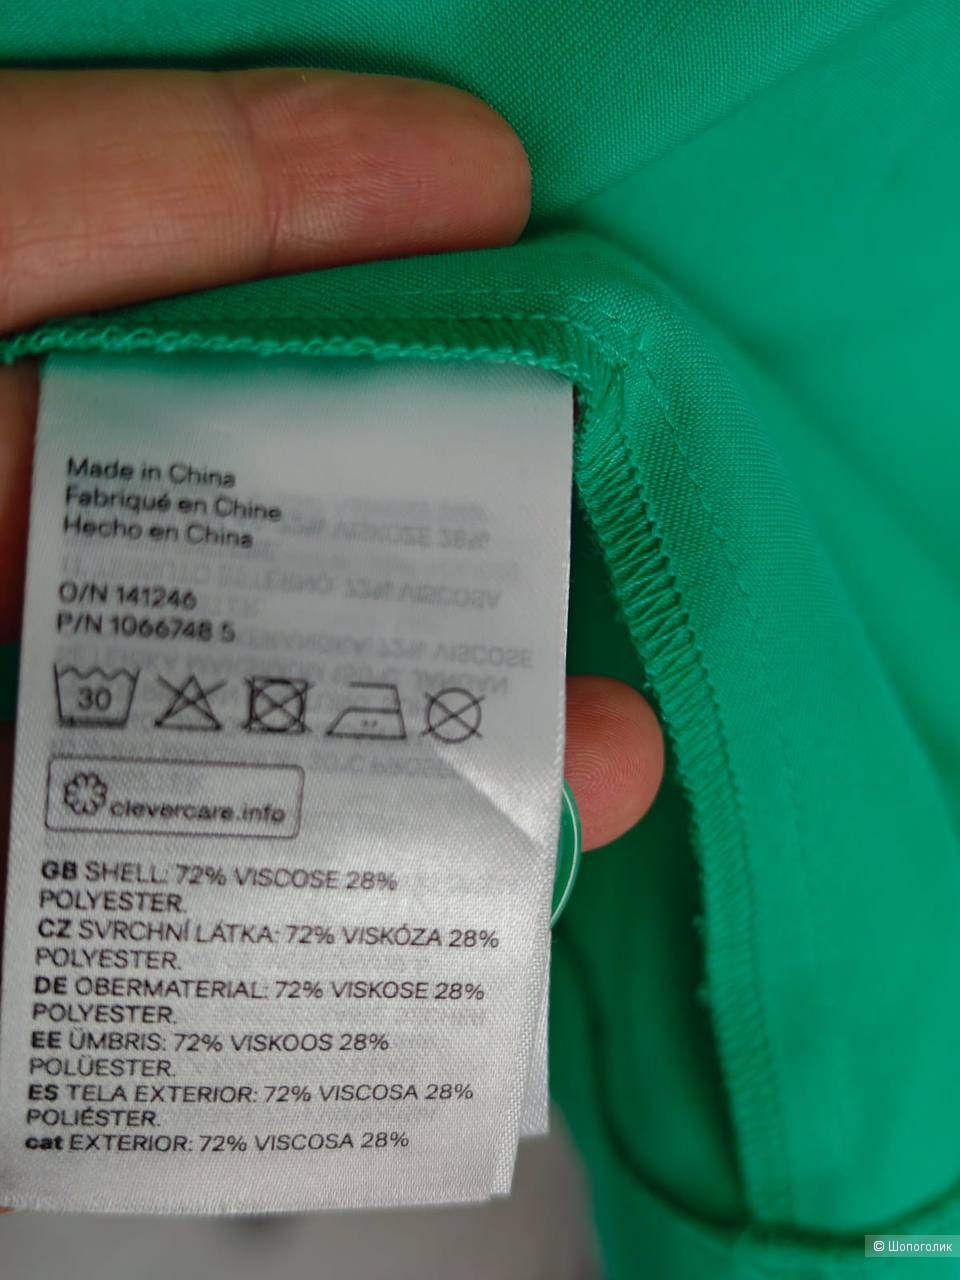 Made in China
Fabriqué en Chine
Hecho en China
O/N 141246
P/N 1066748 5
30
clevercare.info
GB SHELL: 72% VISCOSE 28%
POLYESTER.
CZ SVRCHNÍ LÁTKA: 72% VISKÓZA 28%
POLYESTER.
DE OBERMATERIAL: 72% VISKOSE 28%
POLYESTER.
EE ÜMBRIS: 72% VISKOOS 28%
POLÜESTER.
ES TELA EXTERIOR: 72% VISCOSA 28%
POLIÉSTER.
cat EXTERIOR: 72% VISCOSA 28%
© Шопоголик